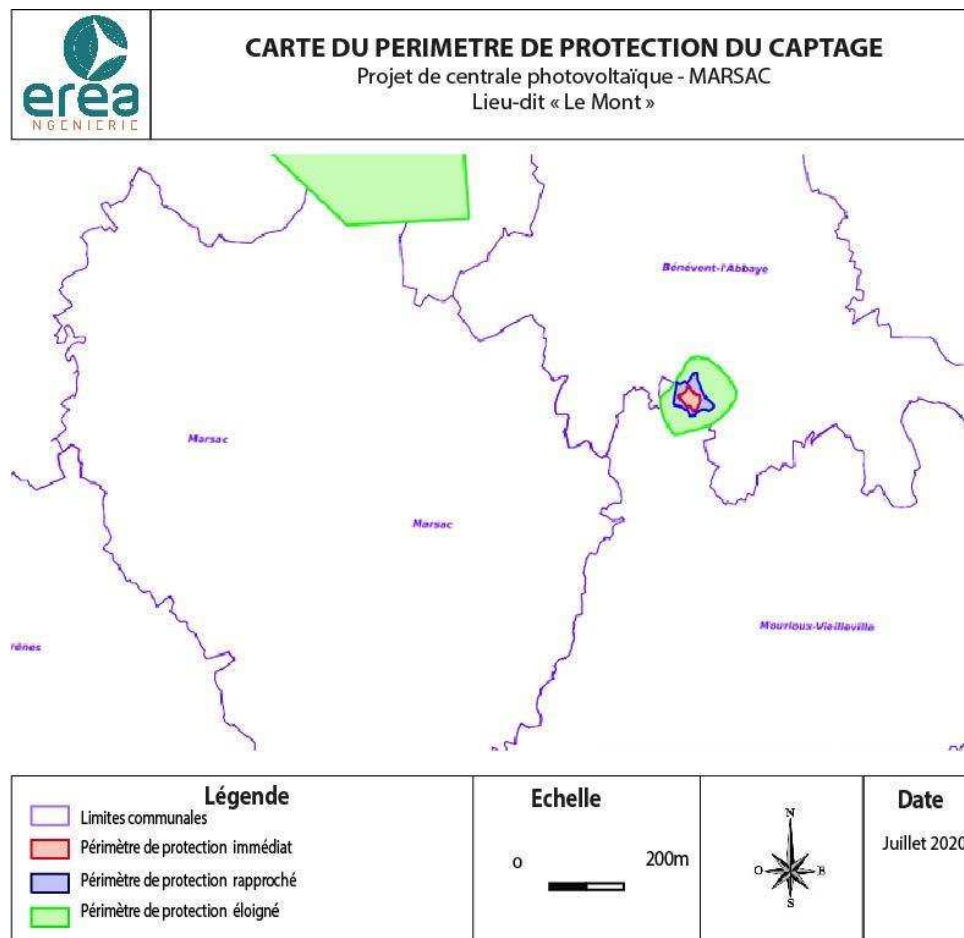 erea
NGENIERIE
CARTE DU PERIMETRE DE PROTECTION DU CAPTAGE
Projet de centrale photovoltaïque - MARSAC
Lieu-dit « Le Mont »
Bénévent-l'Abbaye
Marsac
Marsac
Mourioux-Vieilleville
rénes
Légende
Limites communales
Périmètre de protection immédiat
Périmètre de protection rapproché
Périmètre de protection éloigné
Echelle
0 200m
N
O E
S
Date
Juillet 2020